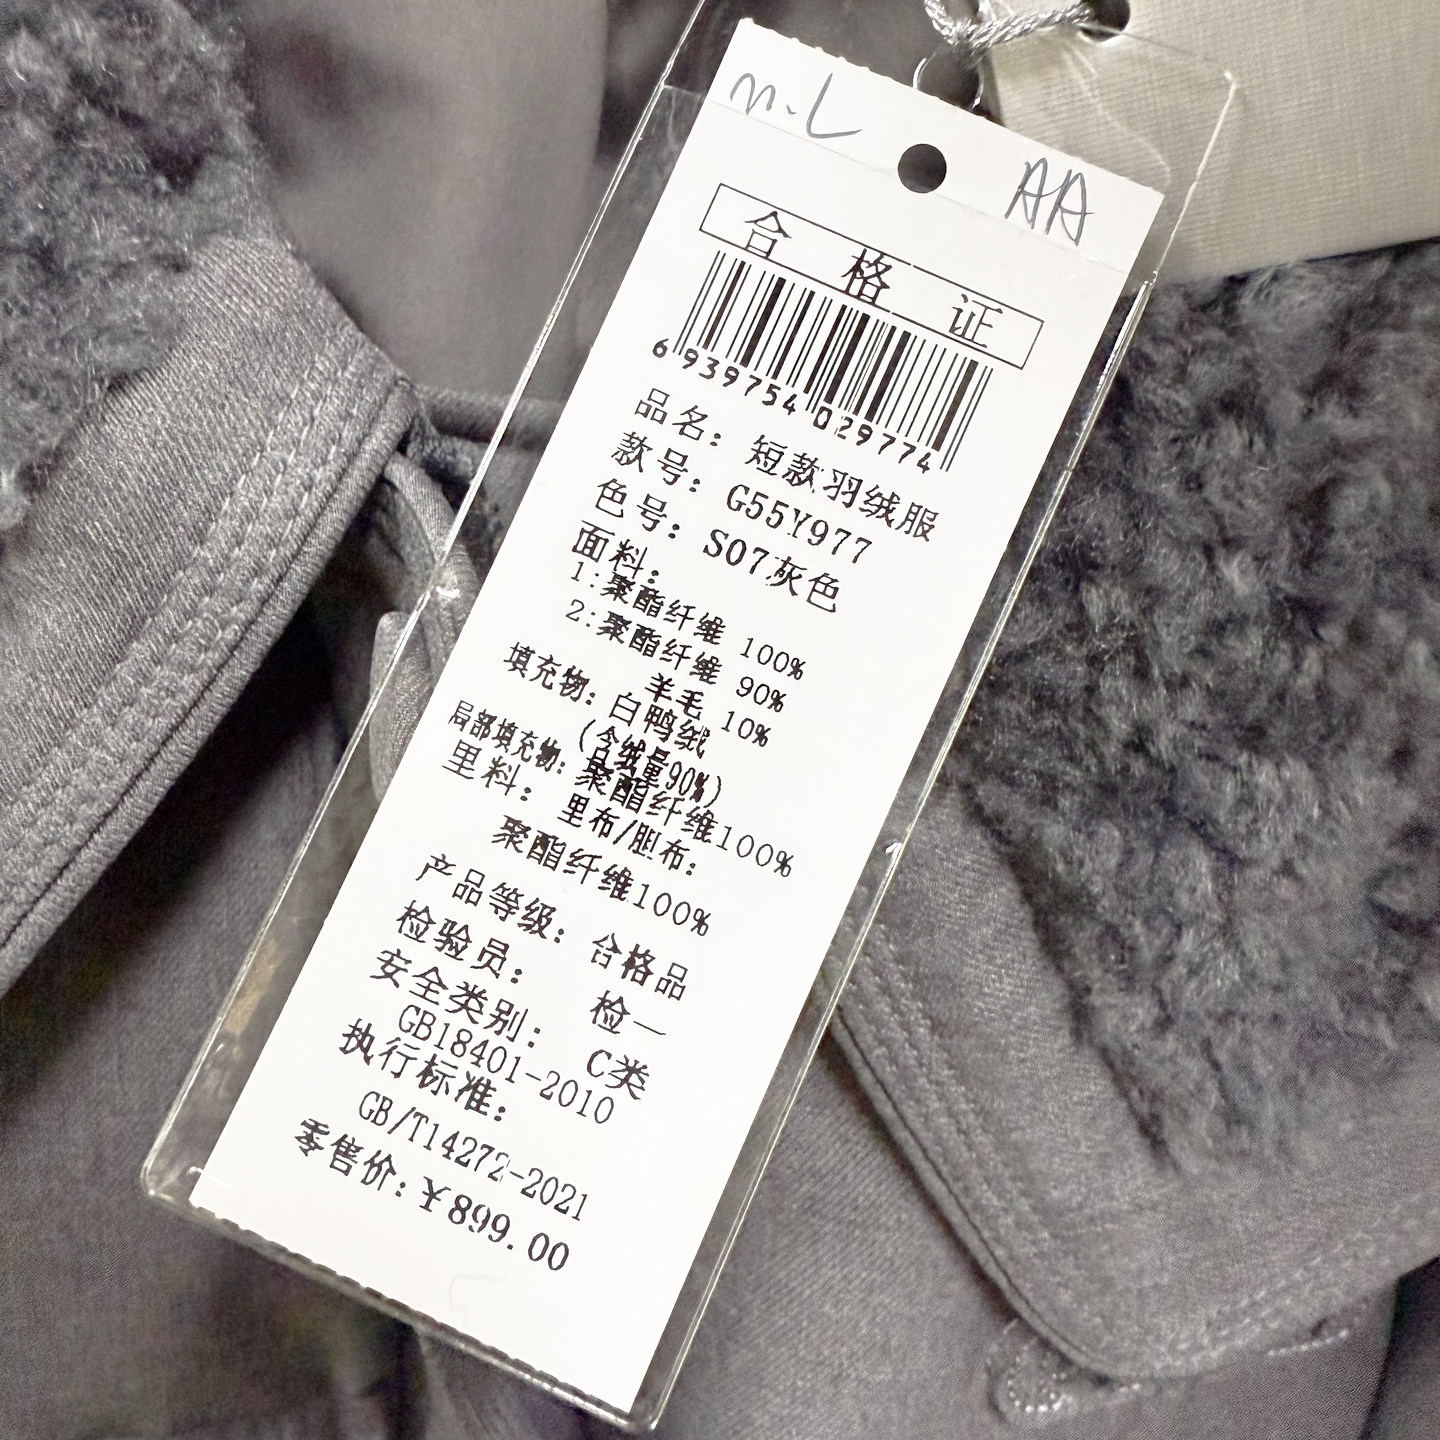 m.L
AA
合格证
6 939754 029774
品名：短款羽绒服
款号：G55Y977
色号：S07灰色
面料：
1:聚酯纤维 100%
2:聚酯纤维 90%
羊毛 10%
填充物：白鸭绒
(含绒量90%)
局部填充物：聚酯纤维100%
里料：里布/胆布：
聚酯纤维100%
产品等级：合格品
检验员：检一
安全类别：C类
GB18401-2010
执行标准：
GB/T14272-2021
零售价：¥899.00